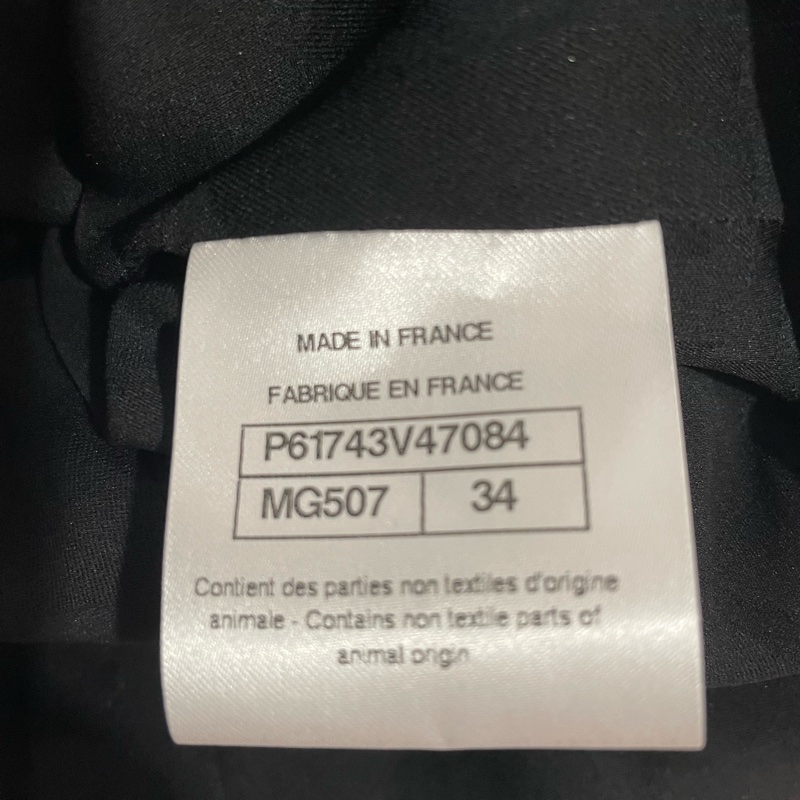 MADE IN FRANCE
FABRIQUE EN FRANCE
P61743V47084
MG507 34
Contient des parties non textiles d'origine
animale - Contains non textile parts of
animal origin